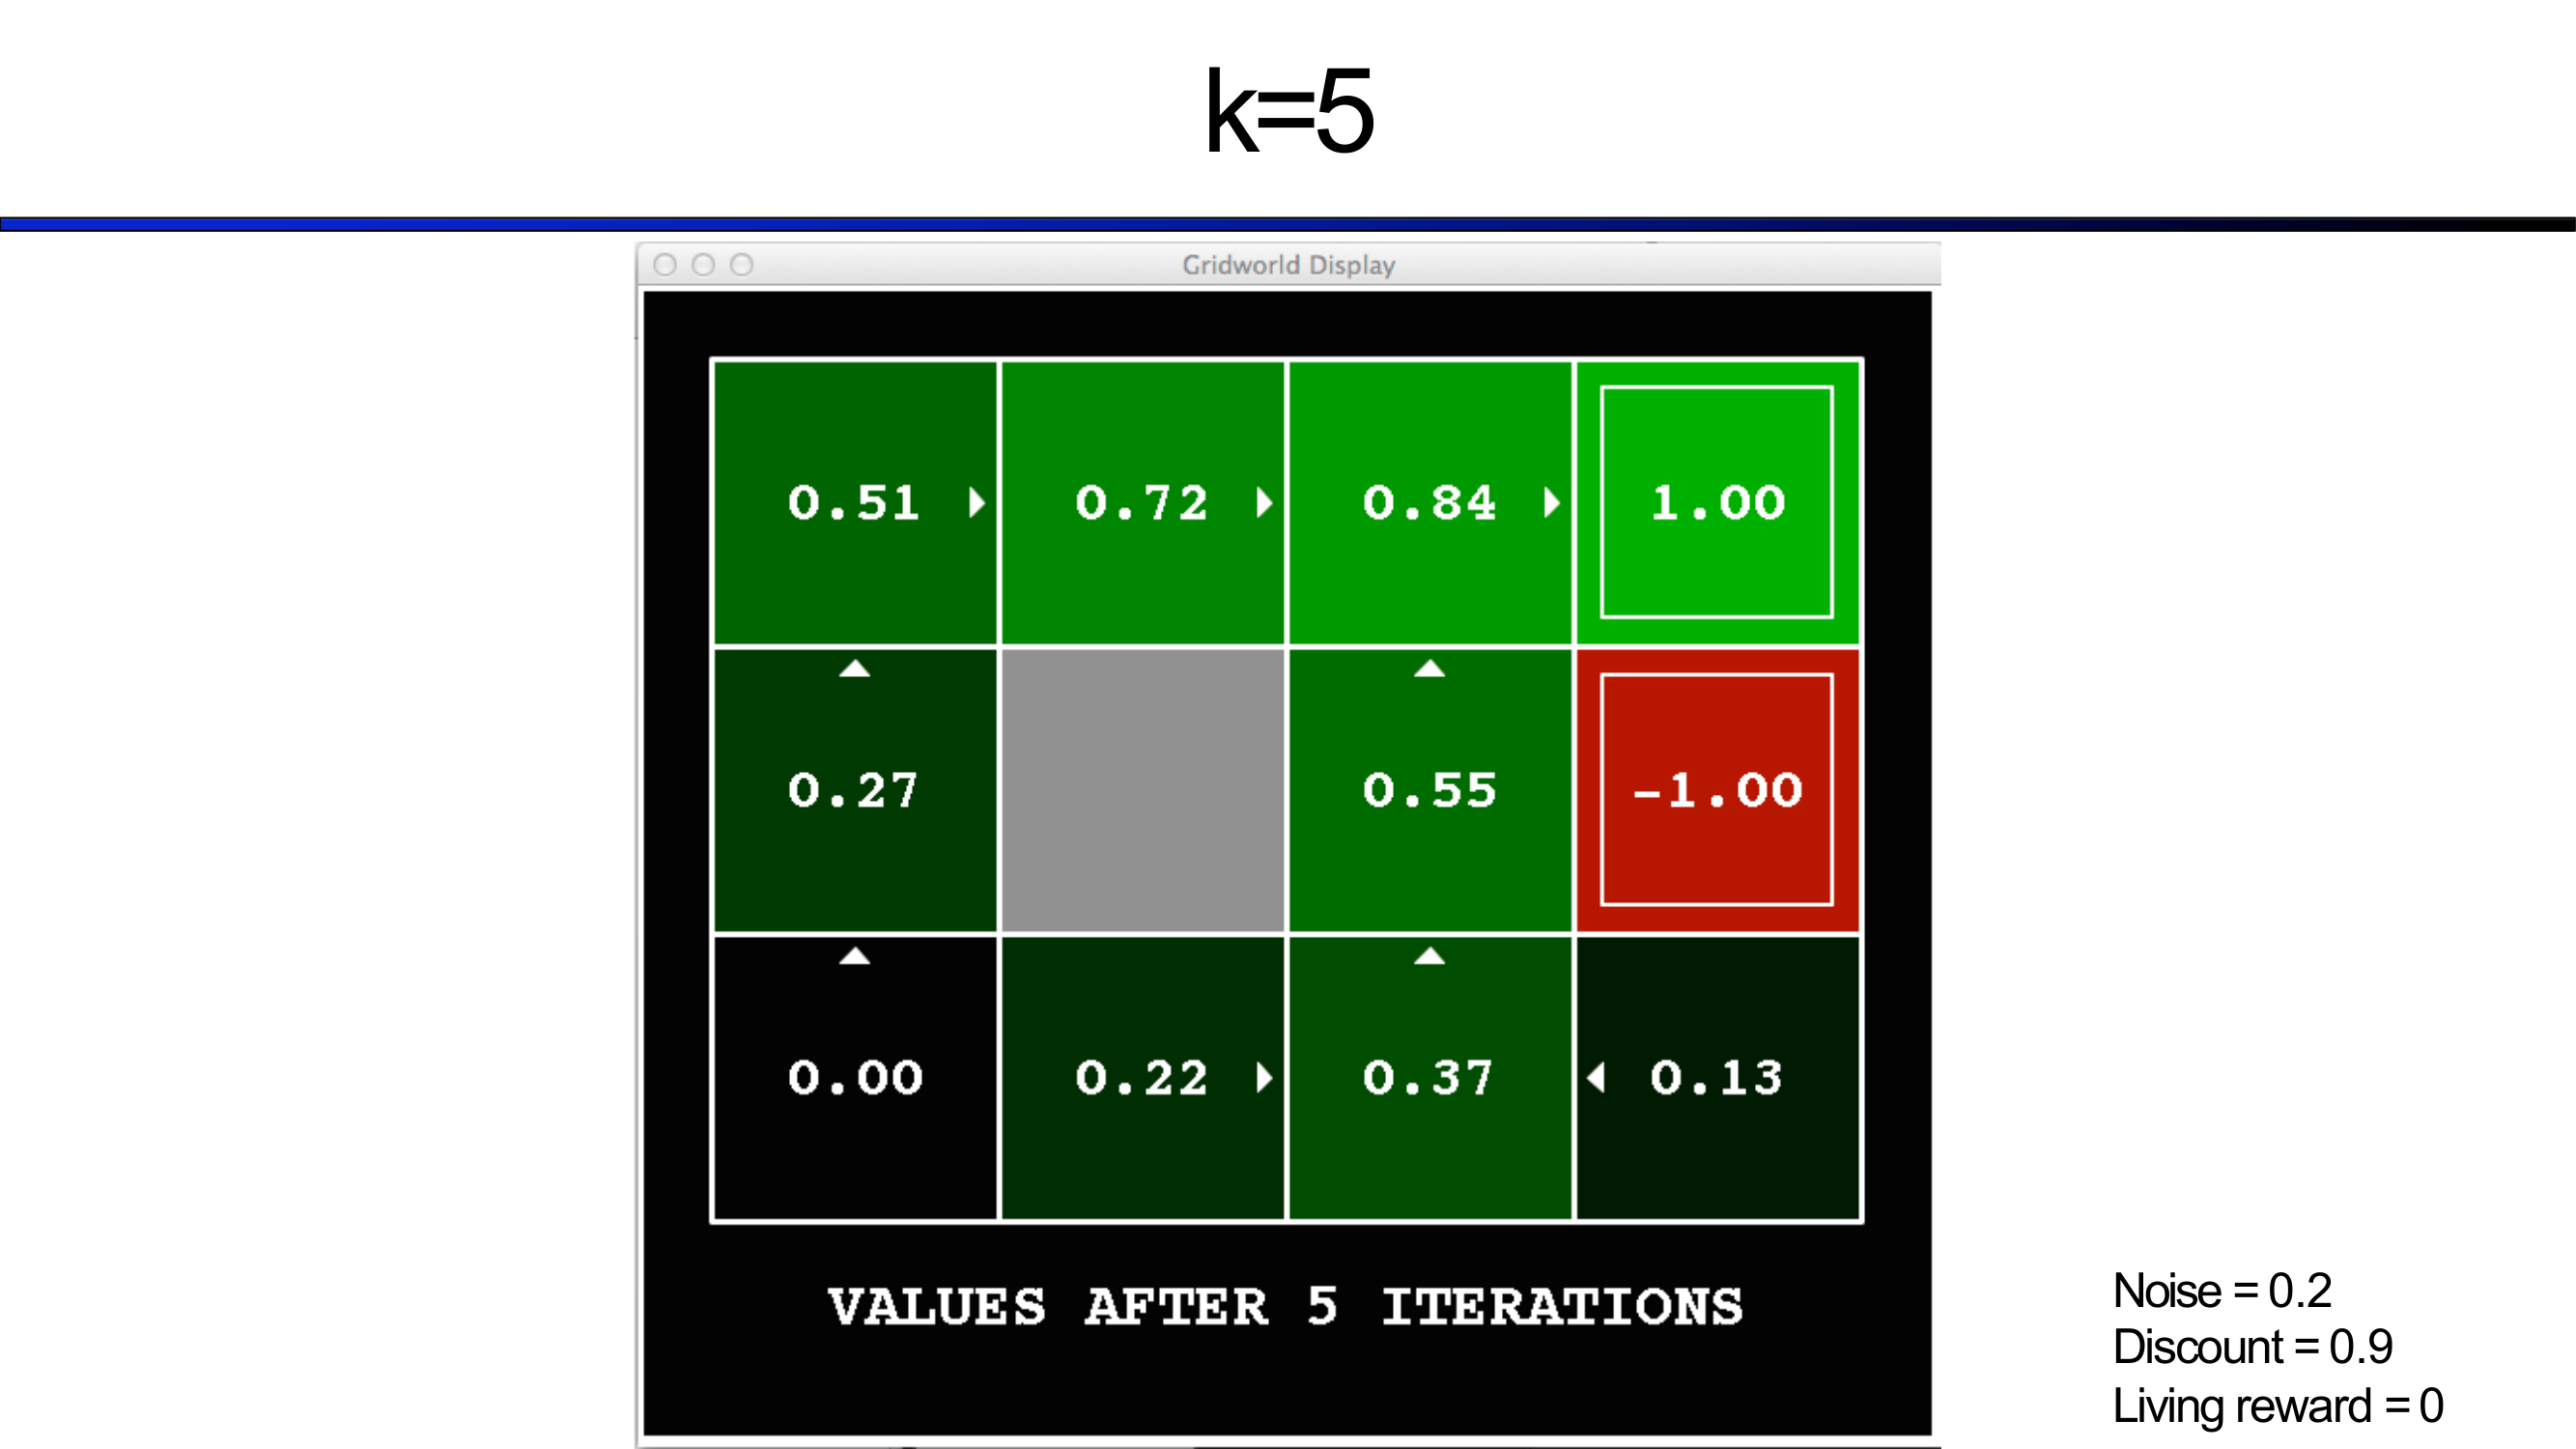 k=5
Gridworld Display
0.51 0.72 0.84 1.00
0.27 0.55 -1.00
0.00 0.22 0.37 0.13
VALUES AFTER 5 ITERATIONS
Noise = 0.2
Discount = 0.9
Living reward = 0